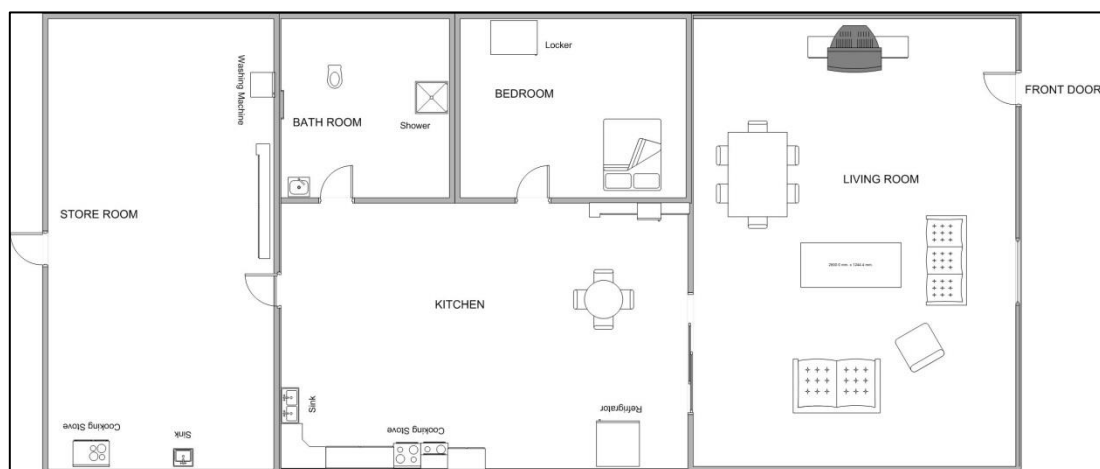 Washing Machine
Locker
BATH ROOM
Shower
BEDROOM
FRONT DOOR
LIVING ROOM
STORE ROOM
KITCHEN
Sink
Refrigrator
Cooking Stove
Cooking Stove
Sink